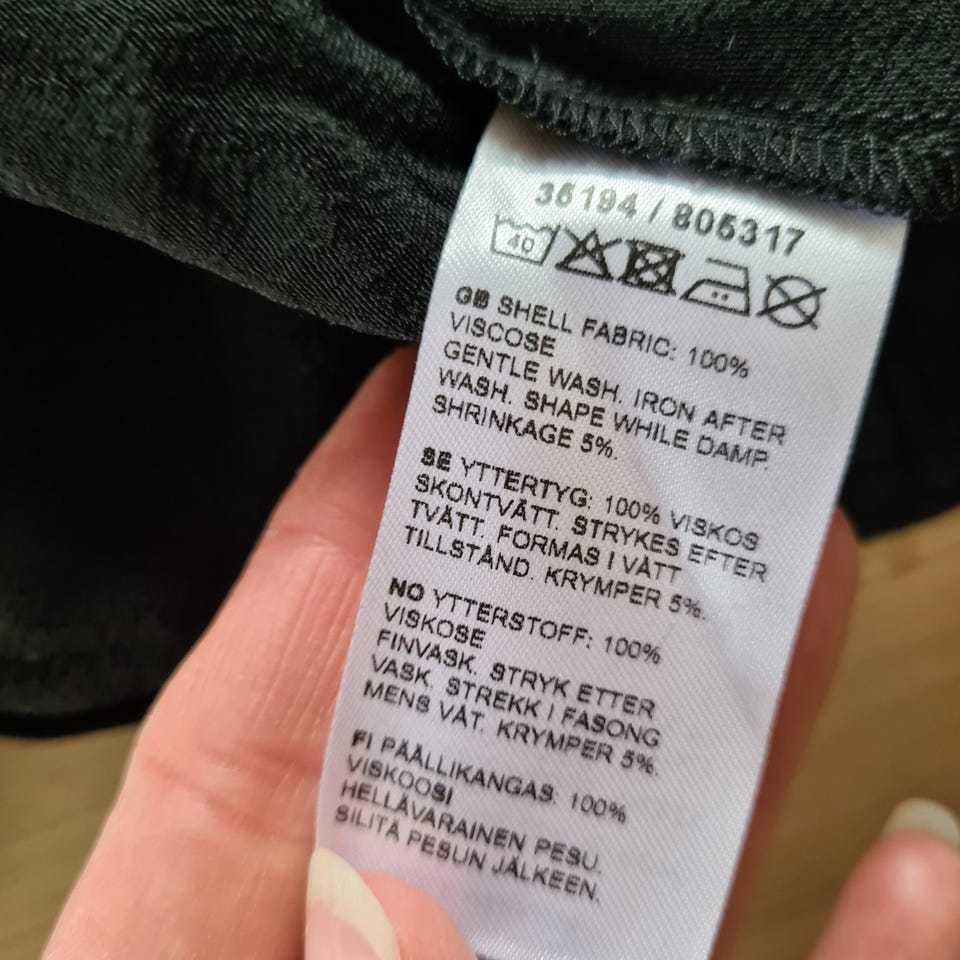 36194 / 805317
40
GB SHELL FABRIC: 100%
VISCOSE
GENTLE WASH. IRON AFTER
WASH. SHAPE WHILE DAMP.
SHRINKAGE 5%.
SE YTTERTYG: 100% VISKOS
SKONTVÄTT. STRYKES EFTER
TVÄTT. FORMAS I VÅTT
TILLSTÅND. KRYMPER 5%.
NO YTTERSTOFF: 100%
VISKOSE
FINVASK. STRYK ETTER
VASK. STREKK I FASONG
MENS VÅT. KRYMPER 5%.
FI PÄÄLLIKANGAS: 100%
VISKOOSI
HELLÄVARAINEN PESU.
SILITÄ PESUN JÄLKEEN.